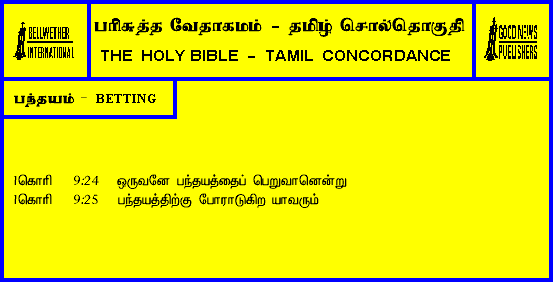 BELLWETHER
INTERNATIONAL
பரிசுத்த வேதாகமம் - தமிழ் சொல்தொகுதி
THE HOLY BIBLE - TAMIL CONCORDANCE
GOOD NEWS
PUBLISHERS
பந்தயம் - BETTING
1கொரி 9:24 ஒருவனே பந்தயத்தைப் பெறுவானென்று
1கொரி 9:25 பந்தயத்திற்கு போராடுகிற யாவரும்